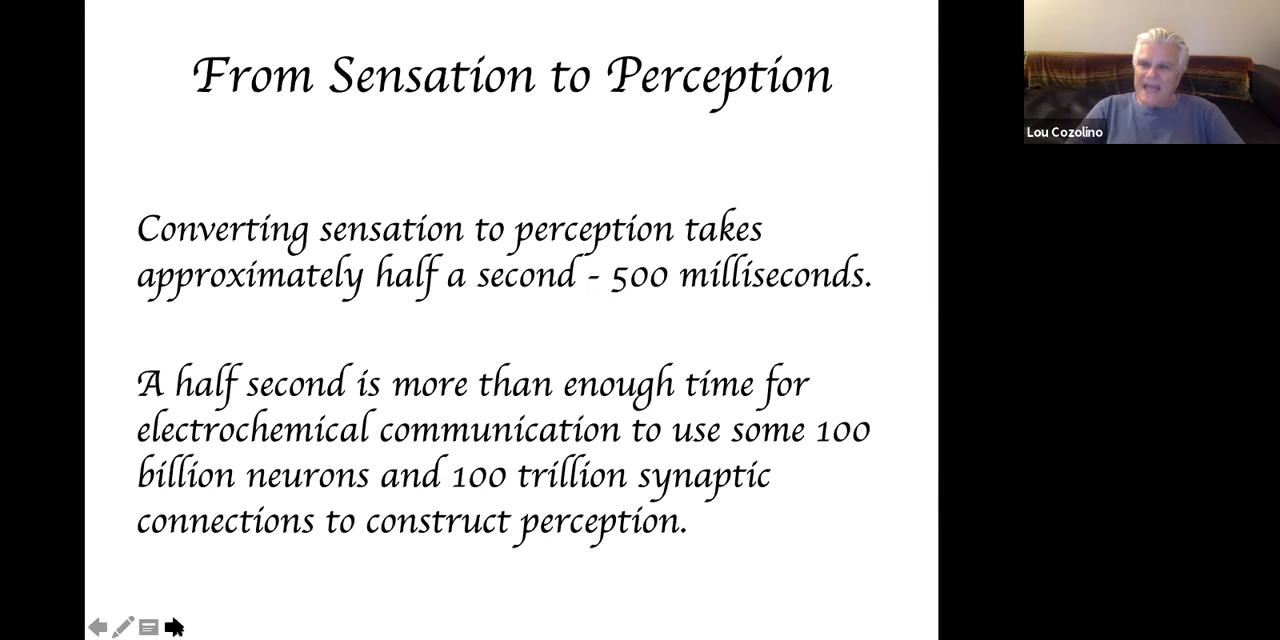 From Sensation to Perception
Converting sensation to perception takes
approximately half a second - 500 milliseconds.
A half second is more than enough time for
electrochemical communication to use some 100
billion neurons and 100 trillion synaptic
connections to construct perception.
Lou Cozolino